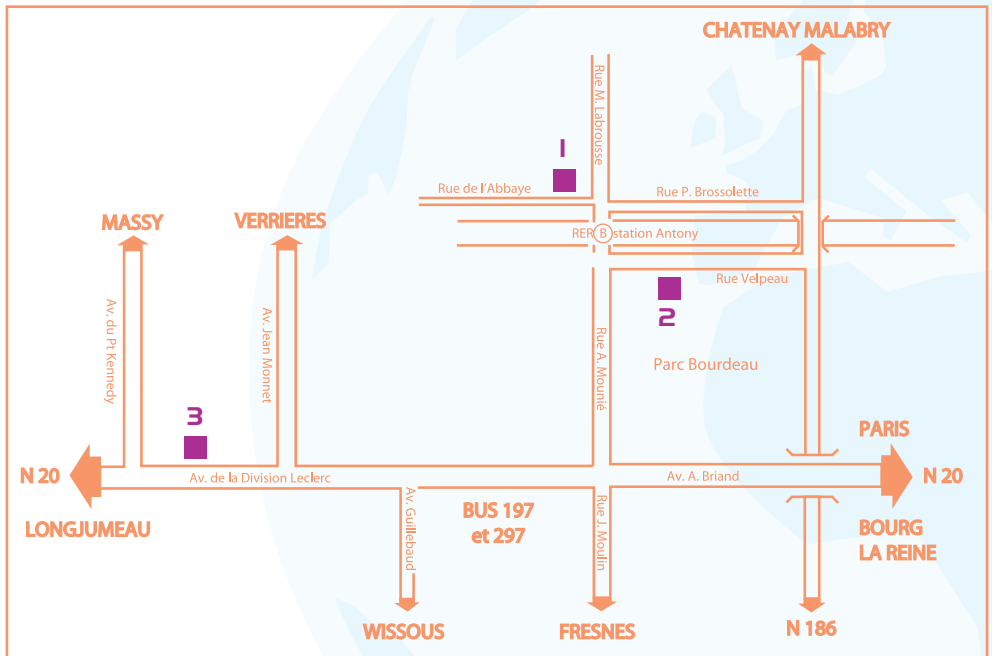 CHATENAY MALABRY
Rue M. Labrousse
1
Rue de l'Abbaye
Rue P. Brossolette
MASSY
VERRIERES
RER B station Antony
Rue Velpeau
2
Av. du Pt Kennedy
Av. Jean Monnet
Rue A. Mounié
Parc Bourdeau
3
PARIS
N 20
Av. de la Division Leclerc
Av. A. Briand
N 20
LONGJUMEAU
Av. Guillebaud
BUS 197
et 297
Rue J. Moulin
BOURG
LA REINE
WISSOUS
FRESNES
N 186